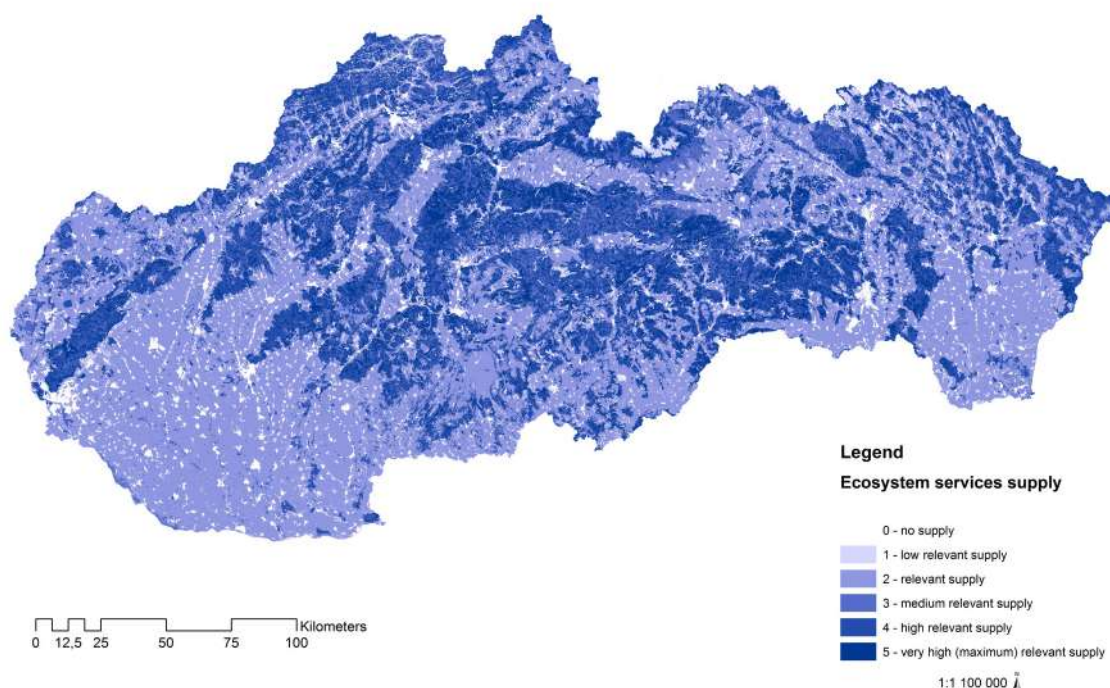 Legend
Ecosystem services supply
0 - no supply
1 - low relevant supply
2 - relevant supply
3 - medium relevant supply
4 - high relevant supply
5 - very high (maximum) relevant supply
Kilometers
0 12,5 25 50 75 100
1:1 100 000